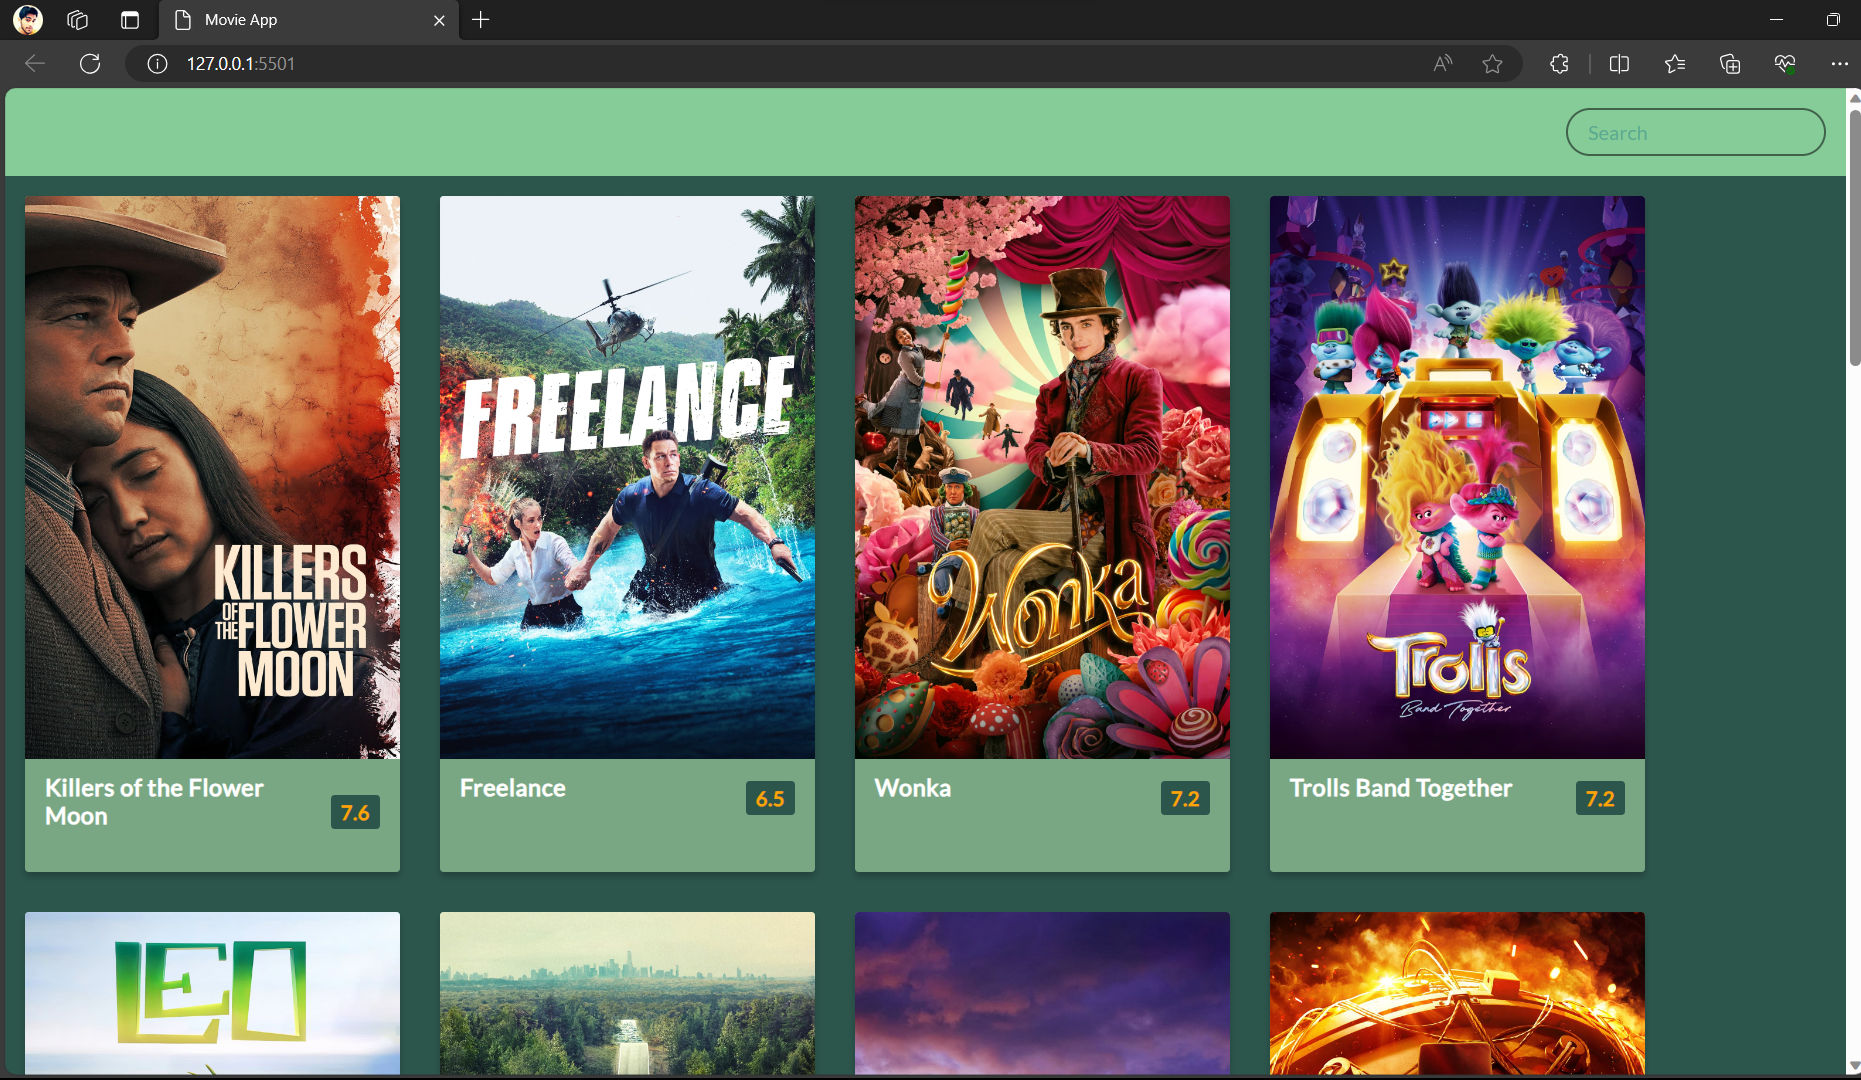 Movie App
127.0.0.1:5501
Search
KILLERS
OF THE FLOWER
MOON
FREELANCE
Wonka
Trolls
Band Together
Killers of the Flower
Moon
7.6
Freelance
6.5
Wonka
7.2
Trolls Band Together
7.2
LEO